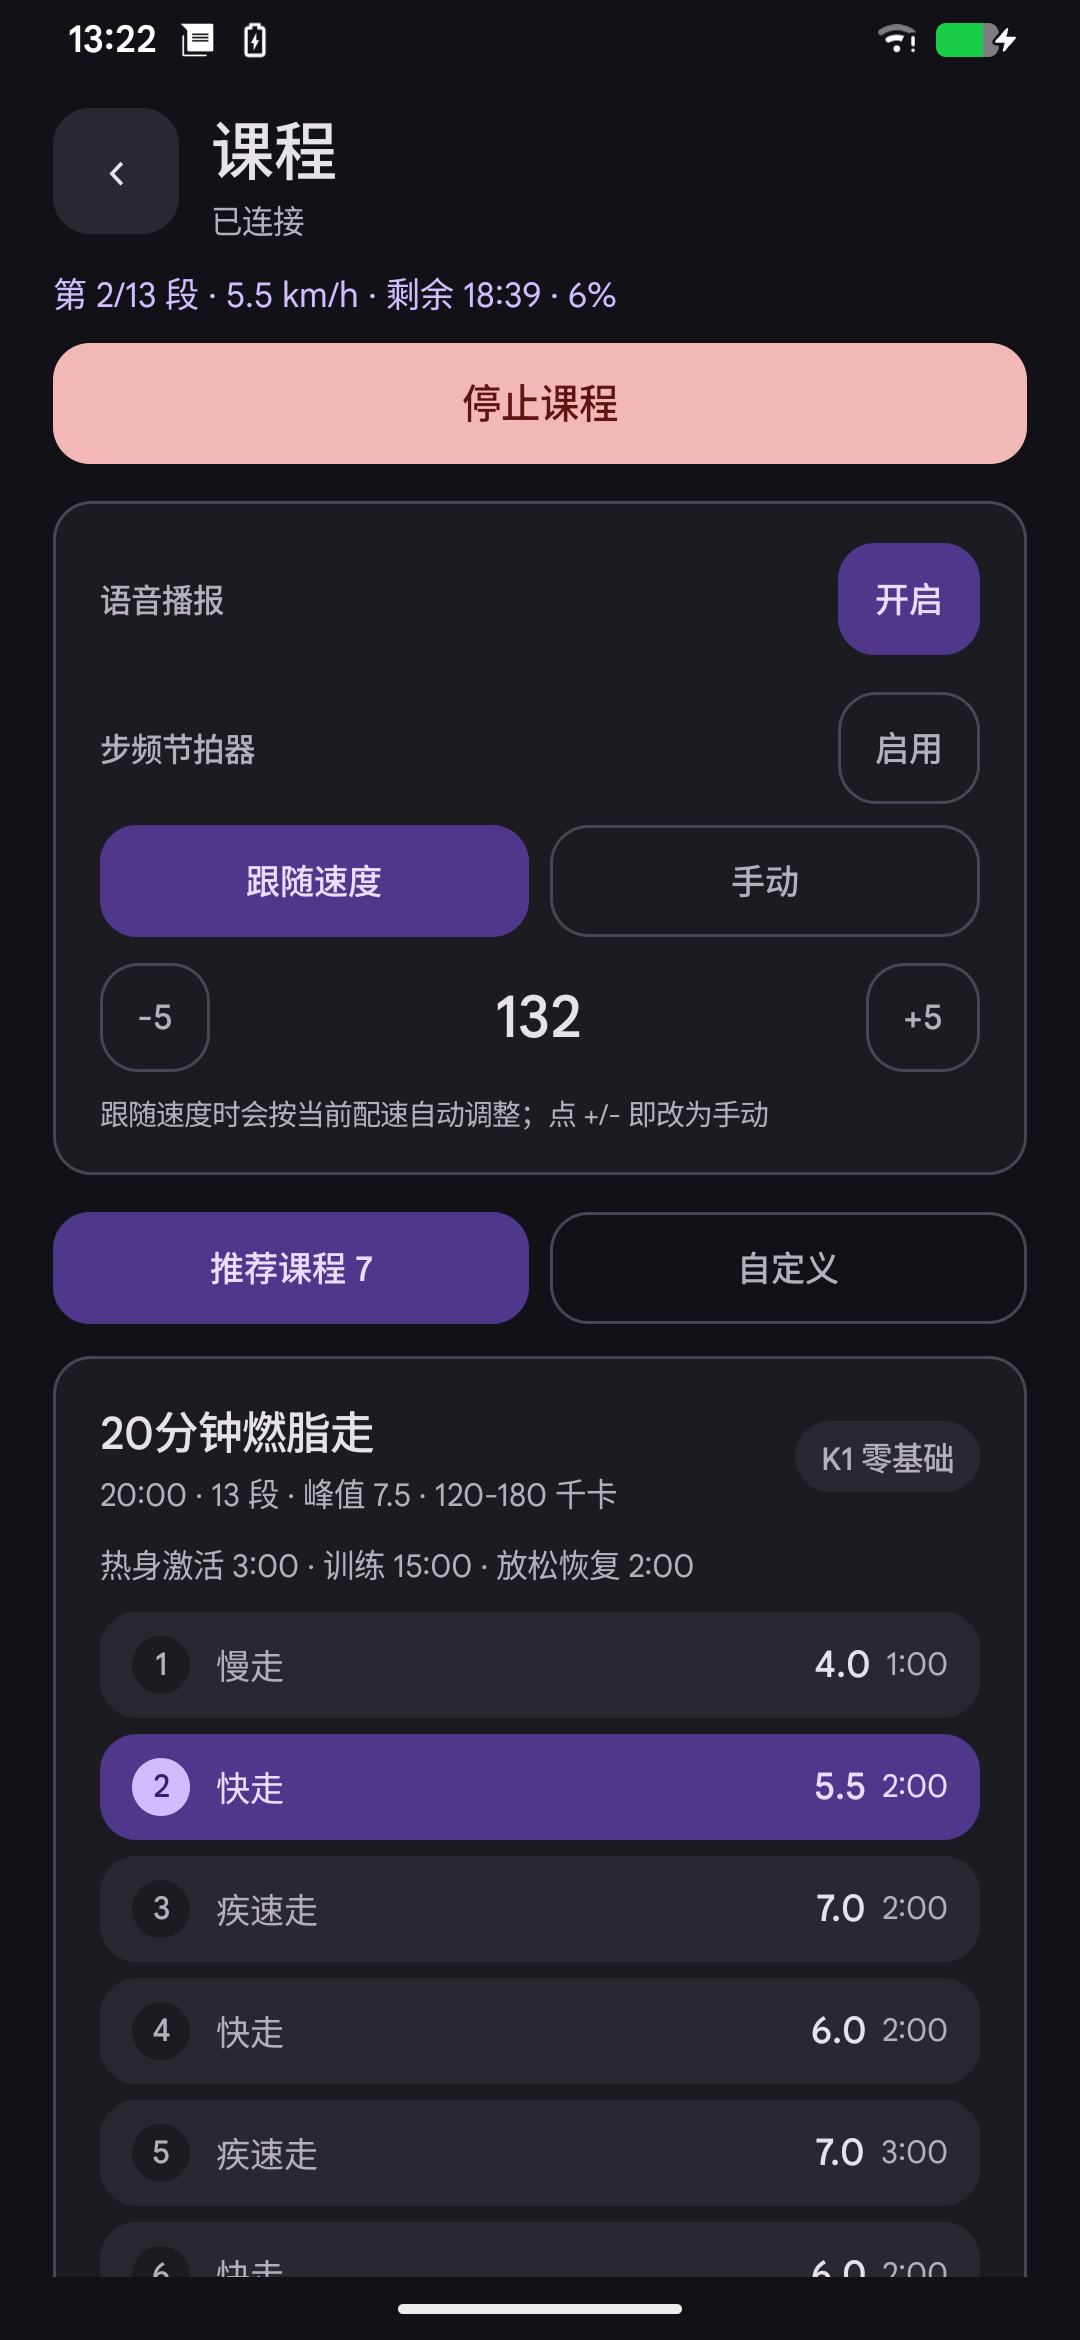 13:22
课程
已连接
第 2/13 段 · 5.5 km/h · 剩余 18:39 · 6%
停止课程
语音播报 开启
步频节拍器 启用
跟随速度 手动
-5 132 +5
跟随速度时会按当前配速自动调整；点 +/- 即改为手动
推荐课程 7 自定义
20分钟燃脂走
K1 零基础
20:00 · 13 段 · 峰值 7.5 · 120-180 千卡
热身激活 3:00 · 训练 15:00 · 放松恢复 2:00
1 慢走 4.0 1:00
2 快走 5.5 2:00
3 疾速走 7.0 2:00
4 快走 6.0 2:00
5 疾速走 7.0 3:00
6 快走 6.0 2:00